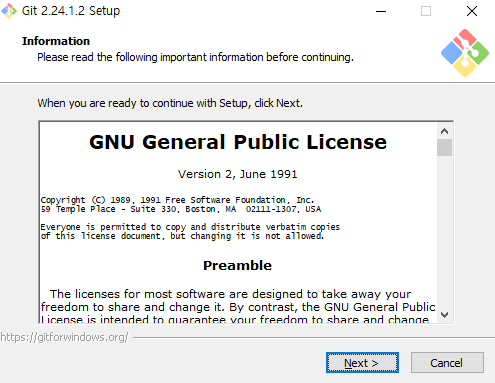 Git 2.24.1.2 Setup
Information
Please read the following important information before continuing.
When you are ready to continue with Setup, click Next.
GNU General Public License
Version 2, June 1991
Copyright (C) 1989, 1991 Free Software Foundation, Inc.
59 Temple Place - Suite 330, Boston, MA  02111-1307, USA
Everyone is permitted to copy and distribute verbatim copies
of this license document, but changing it is not allowed.
Preamble
The licenses for most software are designed to take away your
freedom to share and change it. By contrast, the GNU General Public
License is intended to guarantee your freedom to share and change
https://gitforwindows.org/
Next >
Cancel